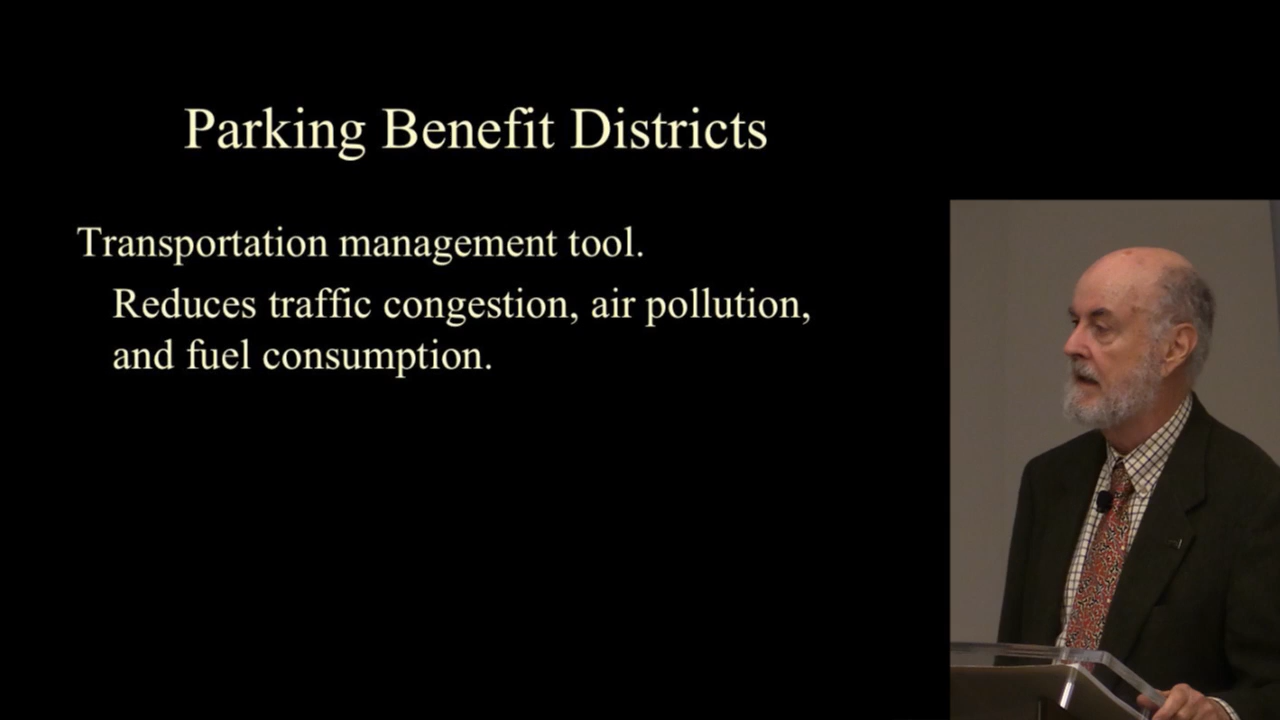 Parking Benefit Districts
Transportation management tool.
Reduces traffic congestion, air pollution,
and fuel consumption.